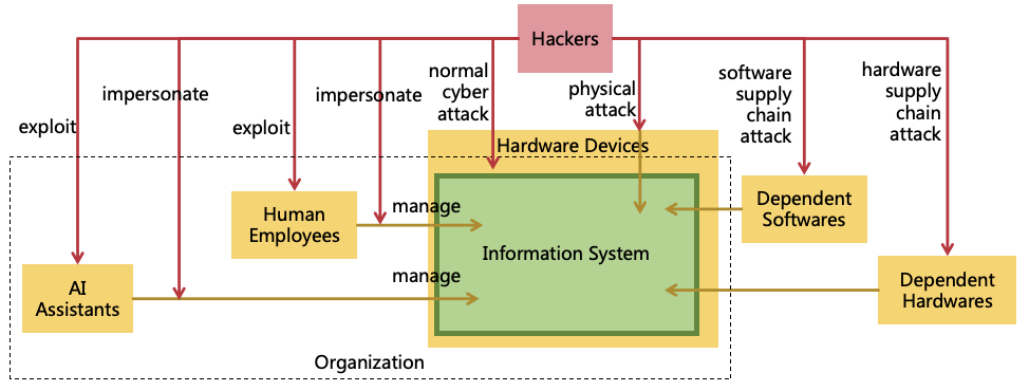 Hackers
exploit
impersonate
exploit
impersonate
normal
cyber
attack
physical
attack
software
supply
chain
attack
hardware
supply
chain
attack
Hardware Devices
Human
Employees
manage
Dependent
Softwares
Information System
AI
Assistants
manage
Dependent
Hardwares
Organization